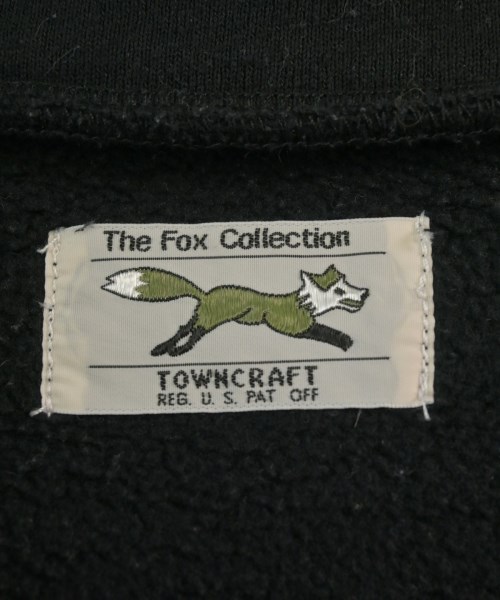 The Fox Collection
TOWNCRAFT
REG. U. S. PAT OFF